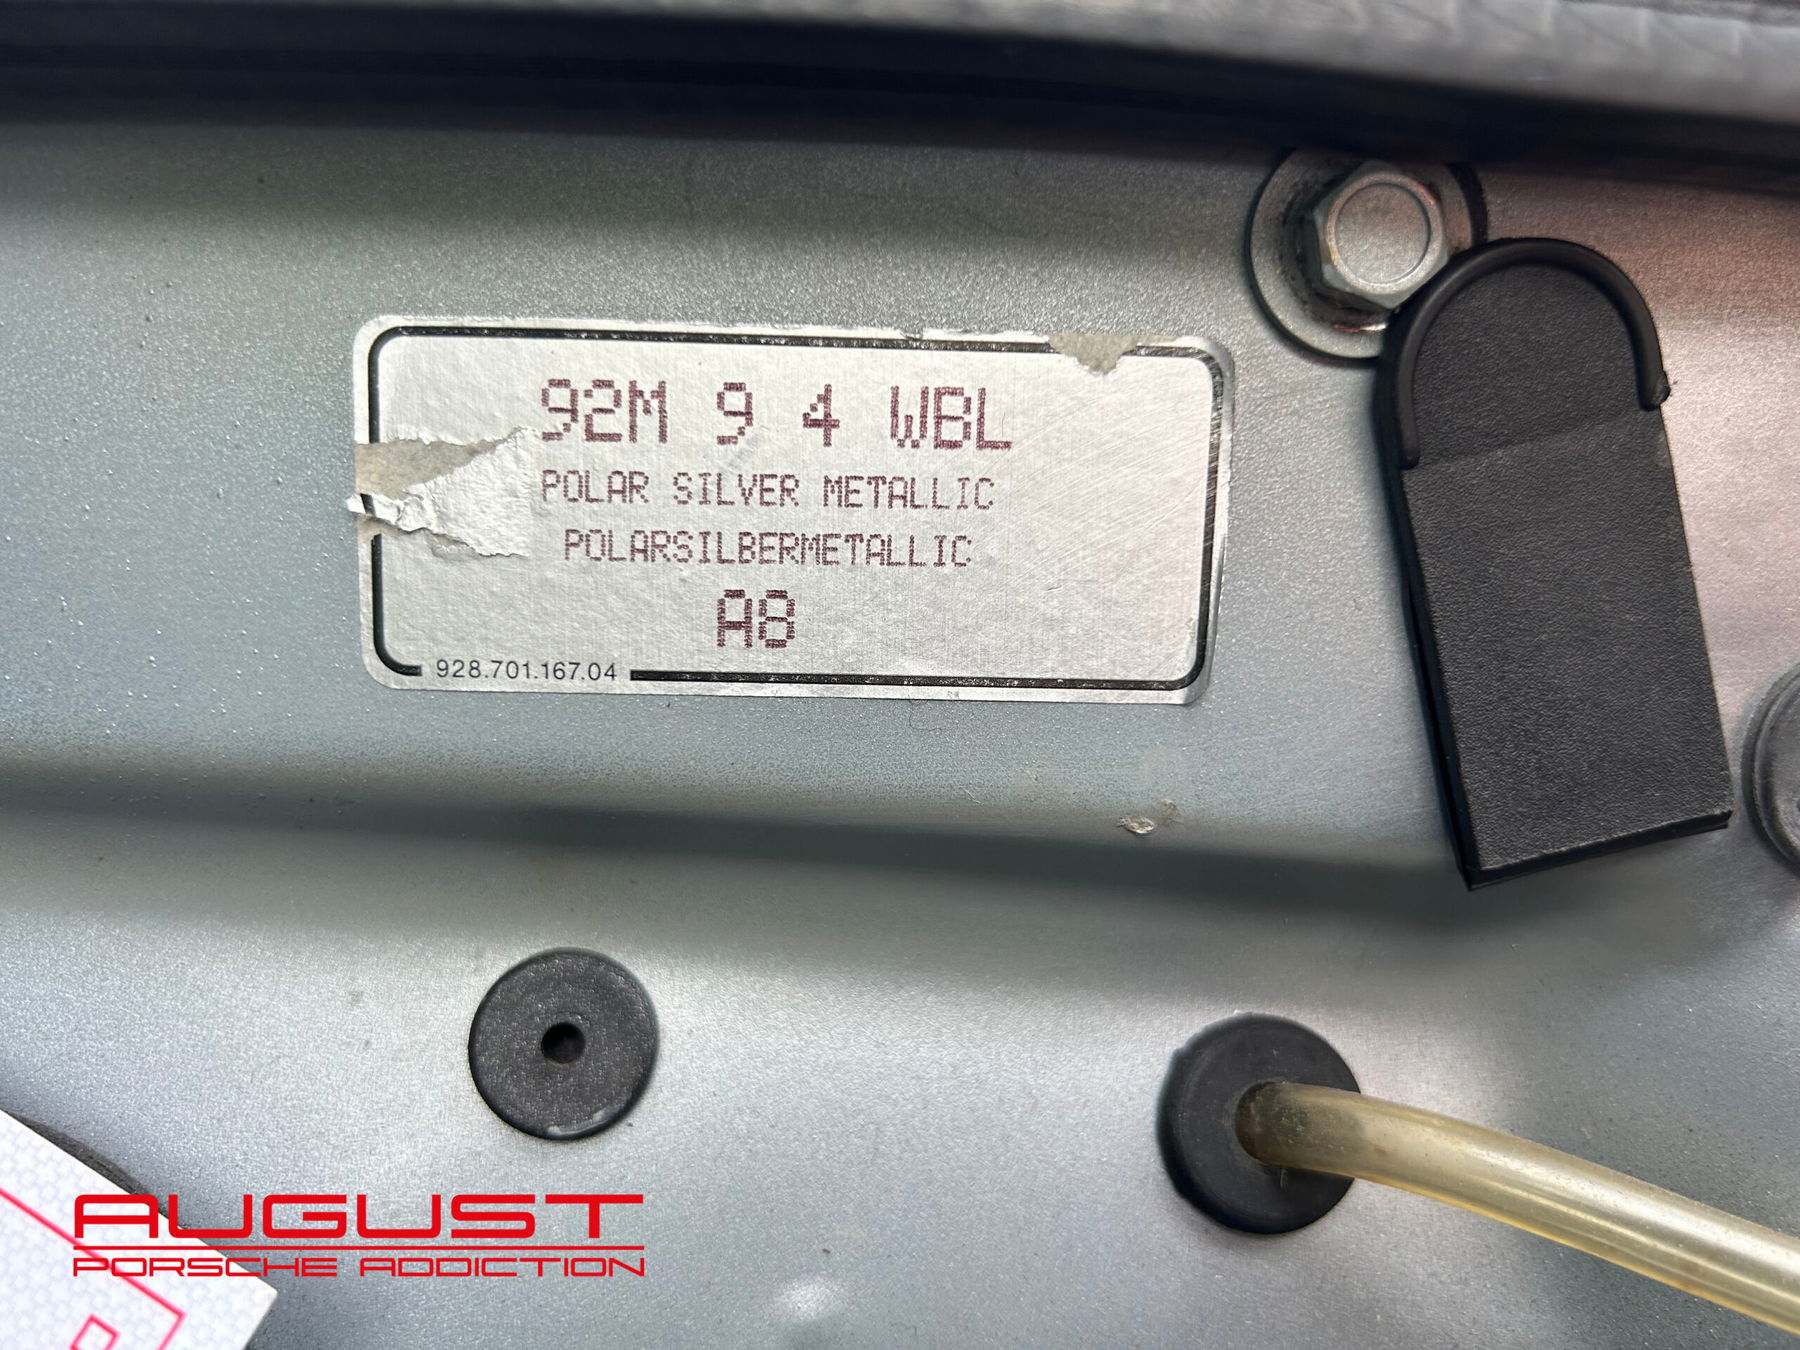 92M 9 4 WBL
POLAR SILVER METALLIC
POLARSILBERMETALLIC
A8
928.701.167.04
AUGUST
PORSCHE ADDICTION